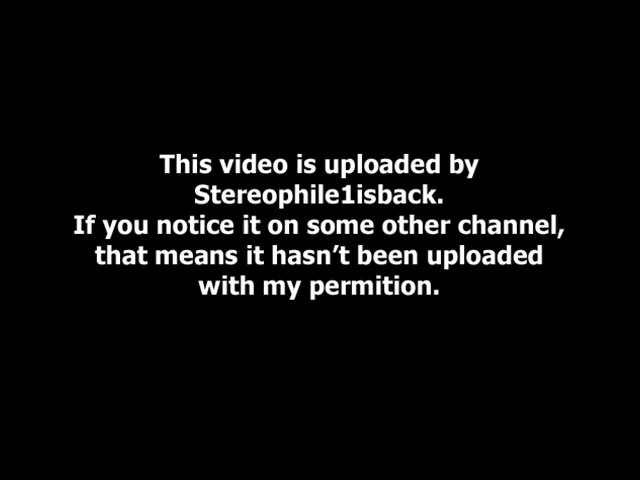 This video is uploaded by
Stereophile1isback.
If you notice it on some other channel,
that means it hasn’t been uploaded
with my permition.